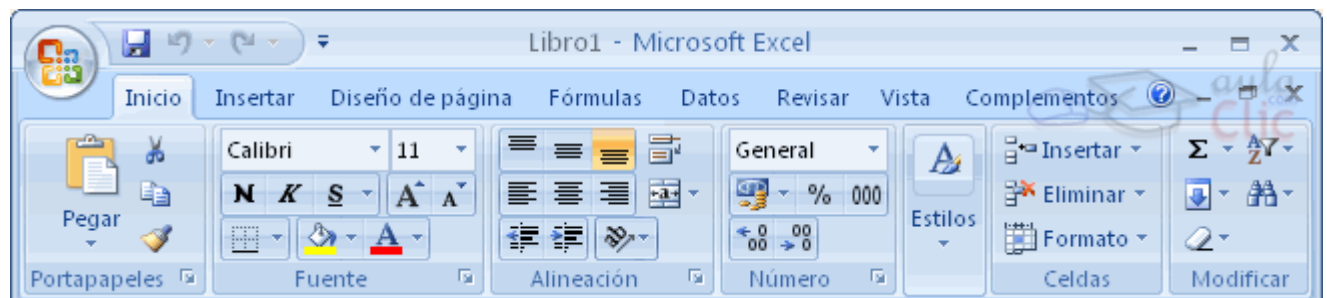 Libro1 - Microsoft Excel
Inicio Insertar Diseño de página Fórmulas Datos Revisar Vista Complementos
aula
Clic
.co
Calibri 11 General Insertar Σ
N K S A A % 000 Eliminar
Pegar A Estilos Formato
Portapapeles Fuente Alineación Número Celdas Modificar